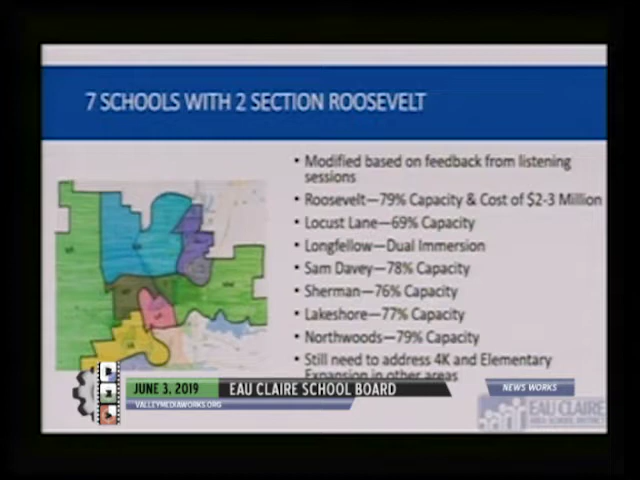 7 SCHOOLS WITH 2 SECTION ROOSEVELT
• Modified based on feedback from listening
sessions
• Roosevelt—79% Capacity & Cost of $2-3 Million
• Locust Lane—69% Capacity
• Longfellow—Dual Immersion
• Sam Davey—78% Capacity
• Sherman—76% Capacity
• Lakeshore—77% Capacity
• Northwoods—79% Capacity
• Still need to address 4K and Elementary
Expansion in other areas
JUNE 3, 2019
EAU CLAIRE SCHOOL BOARD
NEWS WORKS
VALLEYMEDIAWORKS.ORG
EAU CLAIRE
AREA SCHOOL DISTRICT